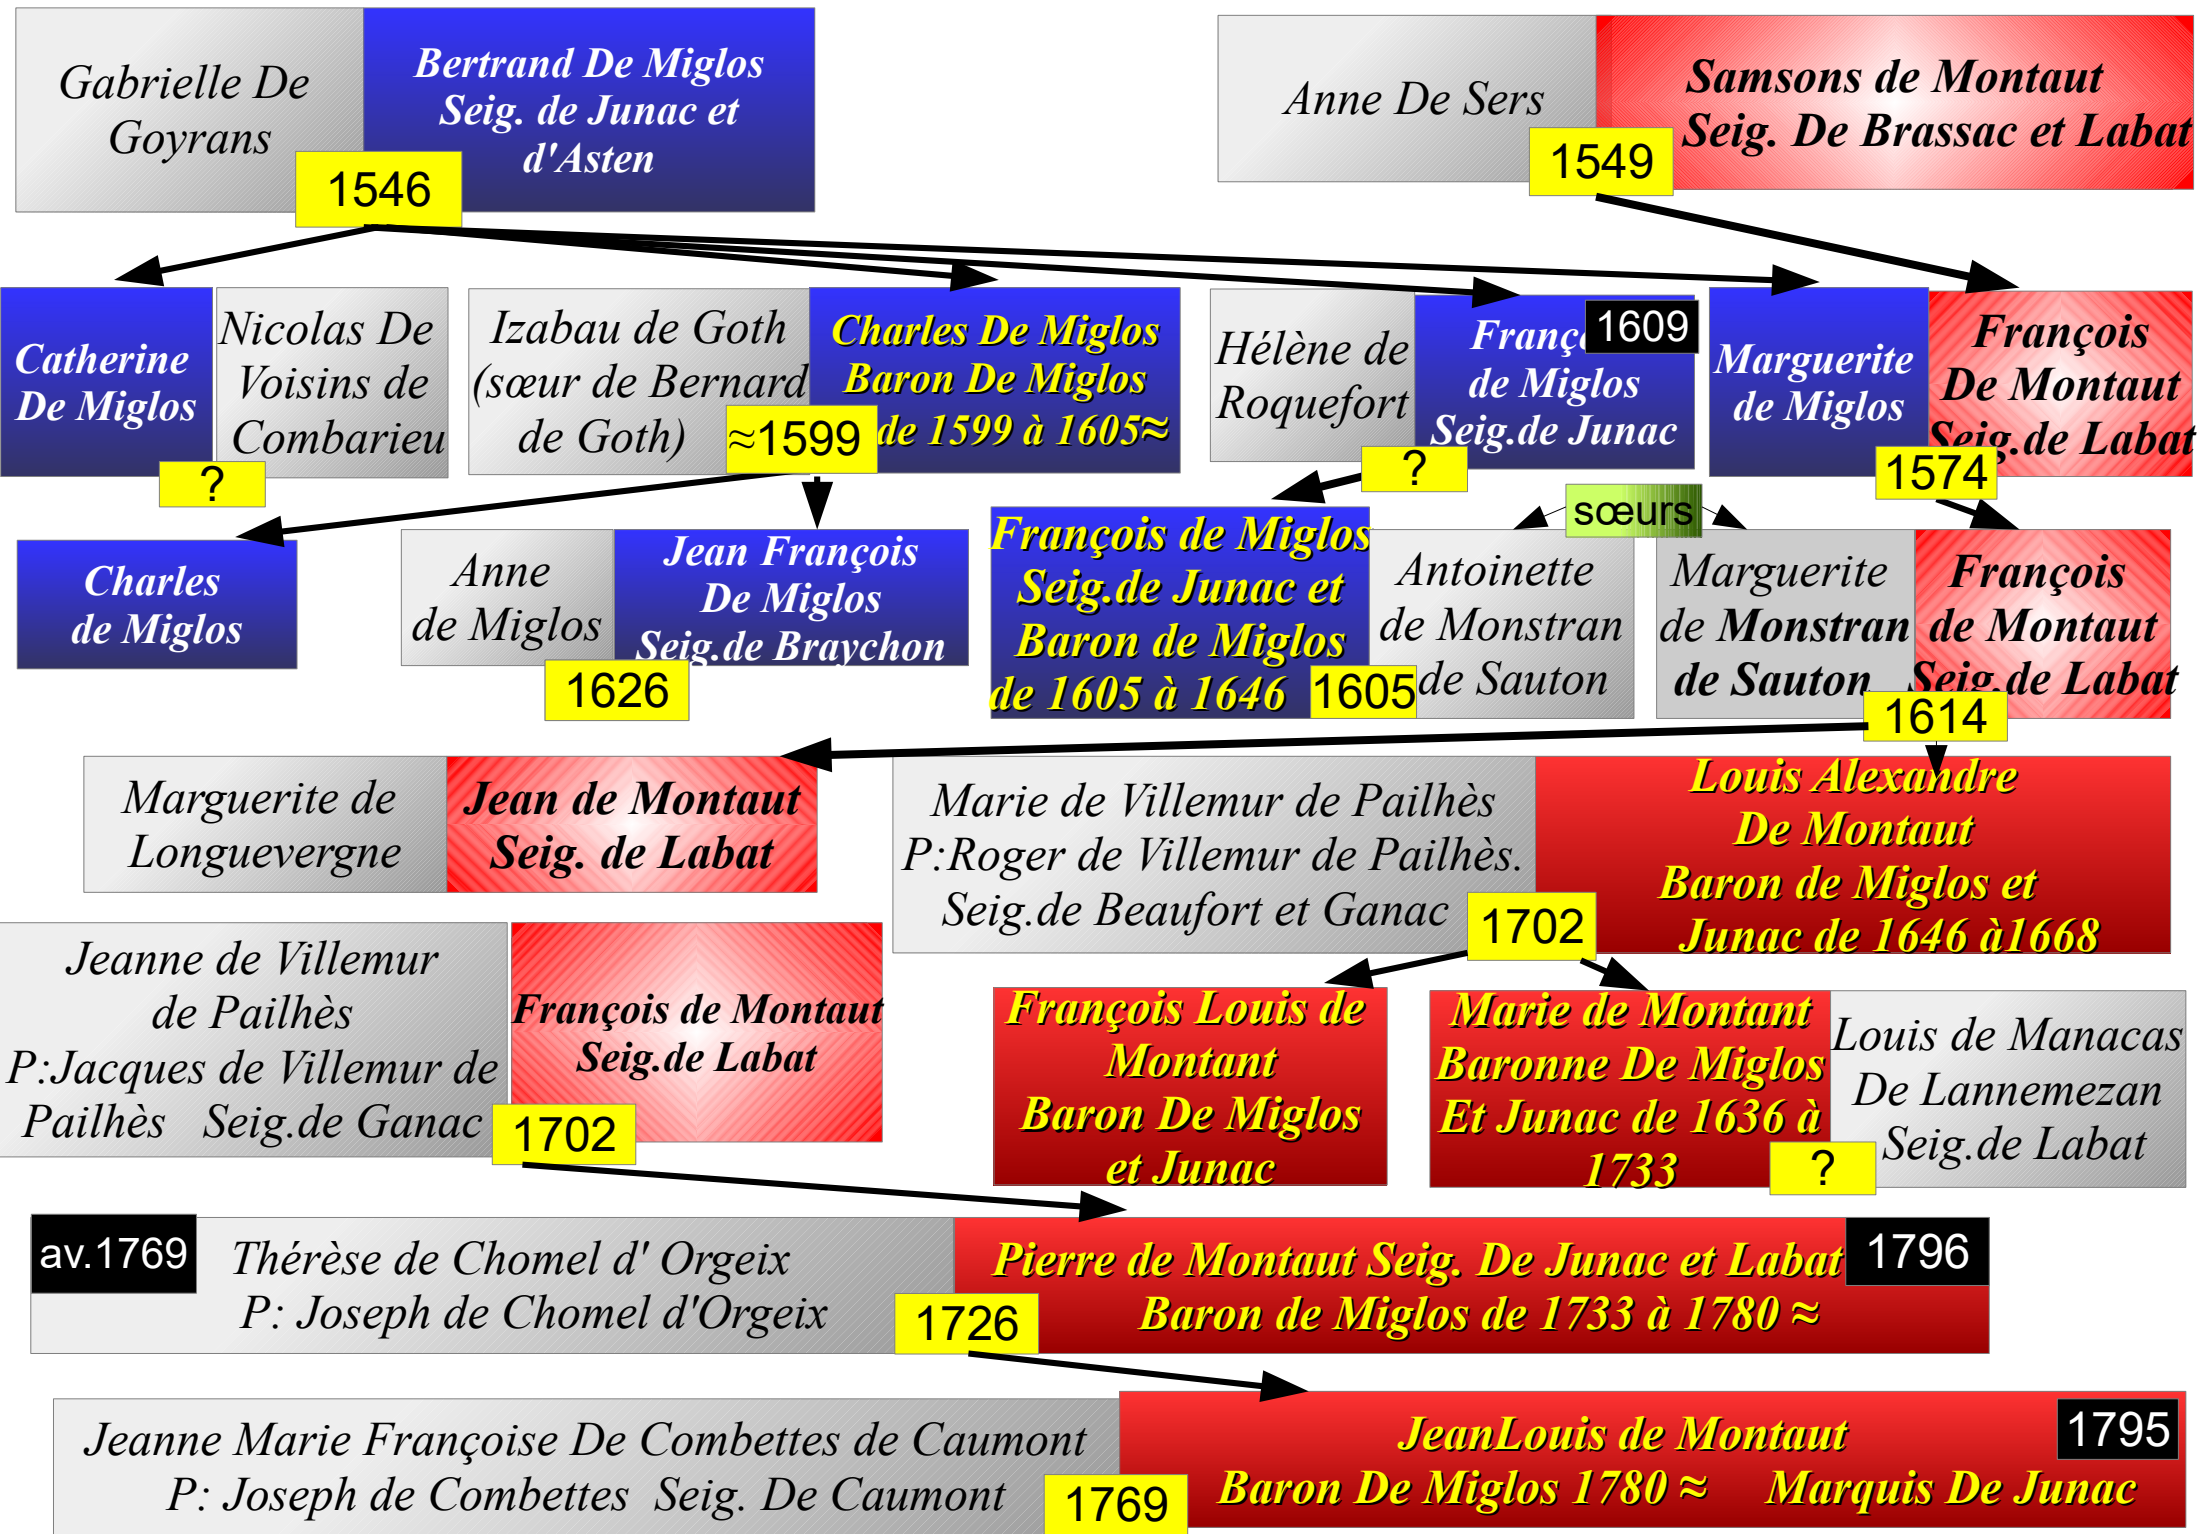 Gabrielle De
Goyrans
Bertrand De Miglos
Seig. de Junac et
d'Asten
1546
Anne De Sers
Samsons de Montaut
Seig. De Brassac et Labat
1549
Catherine
De Miglos
Nicolas De
Voisins de
Combarieu
?
Izabau de Goth
(sœur de Bernard
de Goth)
≈1599
Charles De Miglos
Baron De Miglos
de 1599 à 1605≈
Hélène de
Roquefort
?
Franço
1609
de Miglos
Seig.de Junac
Marguerite
de Miglos
François
De Montaut
Seig.de Labat
1574
sœurs
Charles
de Miglos
Anne
de Miglos
1626
Jean François
De Miglos
Seig.de Braychon
François de Miglos
Seig.de Junac et
Baron de Miglos
de 1605 à 1646
1605
Antoinette
de Monstran
de Sauton
Marguerite
de Monstran
de Sauton
François
de Montaut
Seig.de Labat
1614
Marguerite de
Longuevergne
Jean de Montaut
Seig. de Labat
Marie de Villemur de Pailhès
P:Roger de Villemur de Pailhès.
Seig.de Beaufort et Ganac
1702
Louis Alexandre
De Montaut
Baron de Miglos et
Junac de 1646 à1668
Jeanne de Villemur
de Pailhès
P:Jacques de Villemur de
Pailhès Seig.de Ganac
1702
François de Montaut
Seig.de Labat
François Louis de
Montant
Baron De Miglos
et Junac
Marie de Montant
Baronne De Miglos
Et Junac de 1636 à
1733
?
Louis de Manacas
De Lannemezan
Seig.de Labat
av.1769
Thérèse de Chomel d' Orgeix
P: Joseph de Chomel d'Orgeix
1726
Pierre de Montaut Seig. De Junac et Labat
Baron de Miglos de 1733 à 1780 ≈
1796
Jeanne Marie Françoise De Combettes de Caumont
P: Joseph de Combettes Seig. De Caumont
1769
JeanLouis de Montaut
Baron De Miglos 1780 ≈ Marquis De Junac
1795